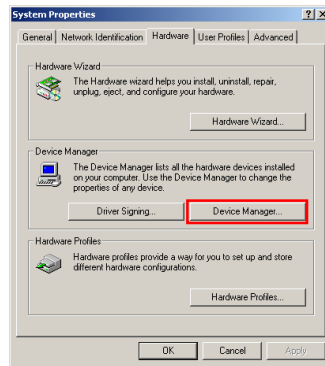 System Properties
General Network Identification Hardware User Profiles Advanced
Hardware Wizard
The Hardware wizard helps you install, uninstall, repair,
unplug, eject, and configure your hardware.
Hardware Wizard...
Device Manager
The Device Manager lists all the hardware devices installed
on your computer. Use the Device Manager to change the
properties of any device.
Driver Signing... Device Manager...
Hardware Profiles
Hardware profiles provide a way for you to set up and store
different hardware configurations.
Hardware Profiles...
OK Cancel Apply